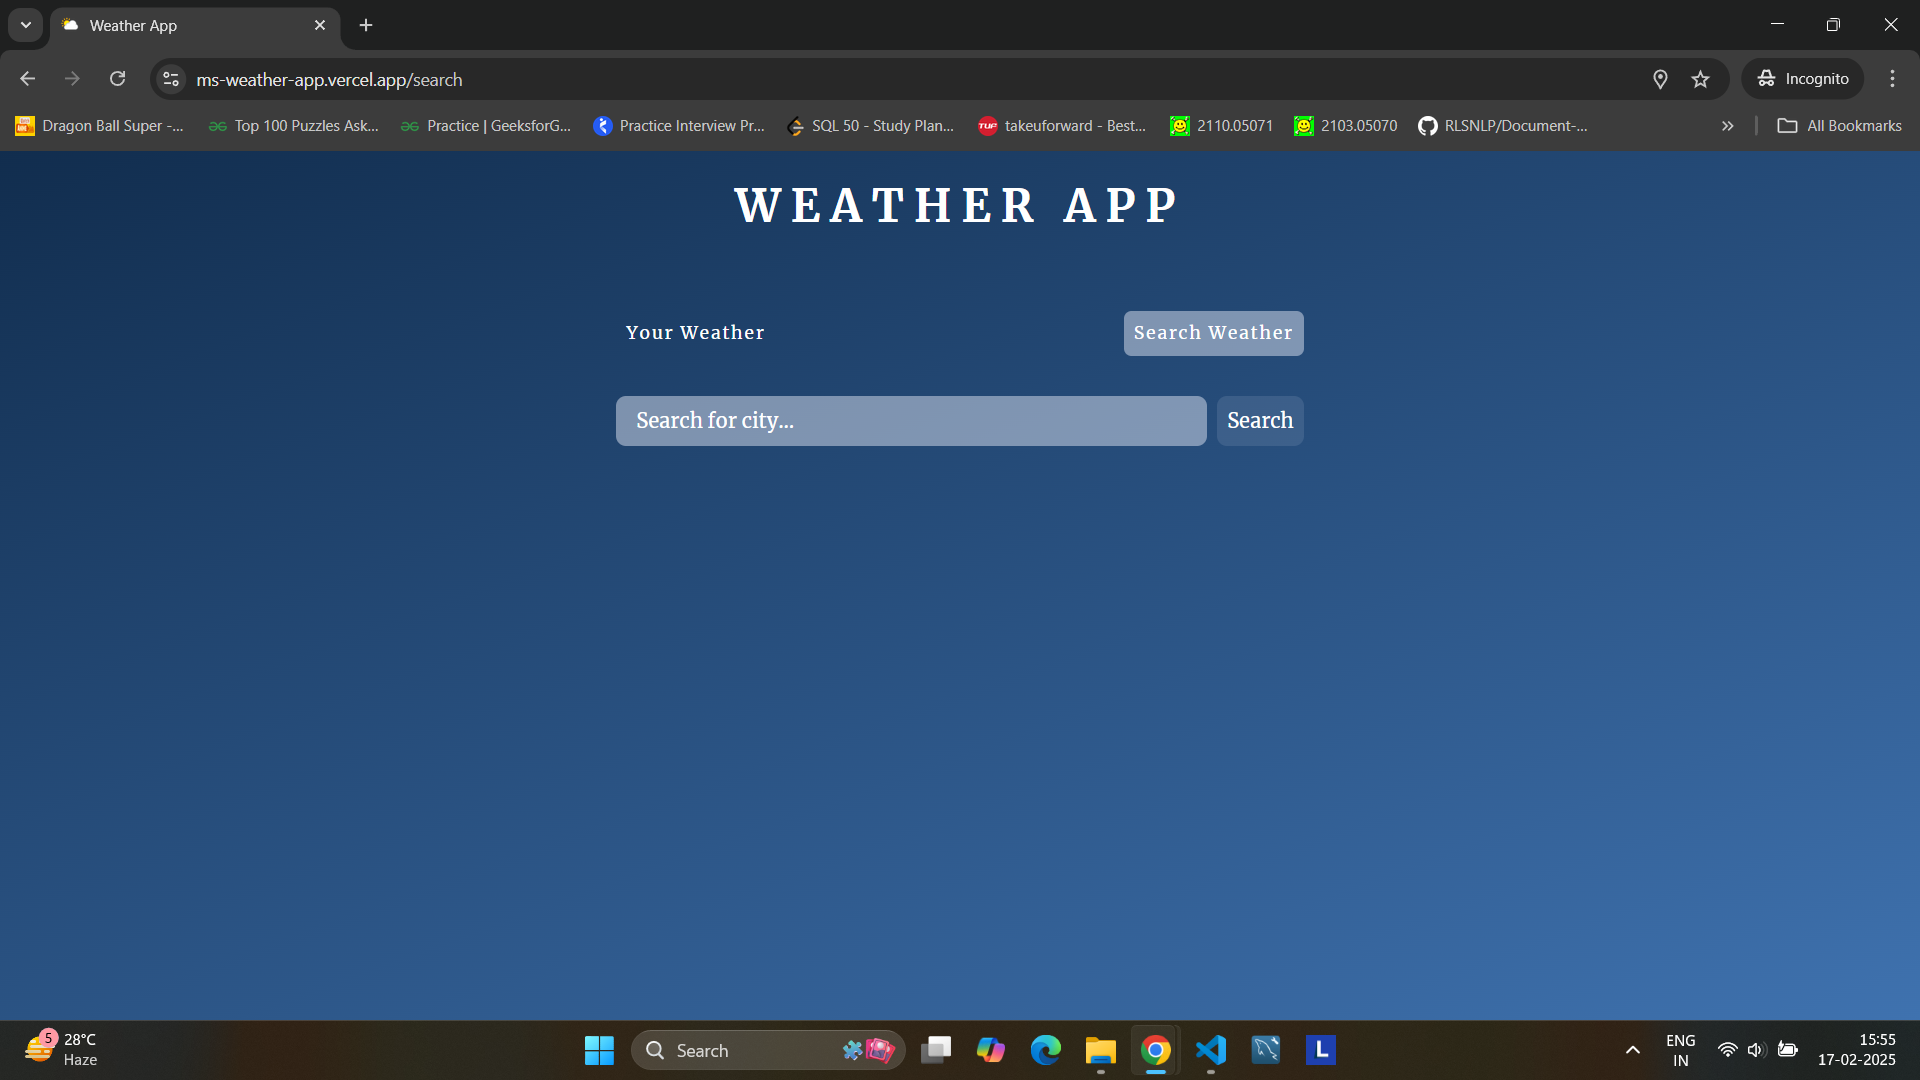 Weather App
ms-weather-app.vercel.app/search
Incognito
Dragon Ball Super -...
Top 100 Puzzles Ask...
Practice | GeeksforG...
Practice Interview Pr...
SQL 50 - Study Plan...
TUF takeuforward - Best...
2110.05071
2103.05070
RLSNLP/Document-...
All Bookmarks
WEATHER APP
Your Weather
Search Weather
Search for city...
Search
5
28°C
Haze
Search
L
ENG
IN
15:55
17-02-2025